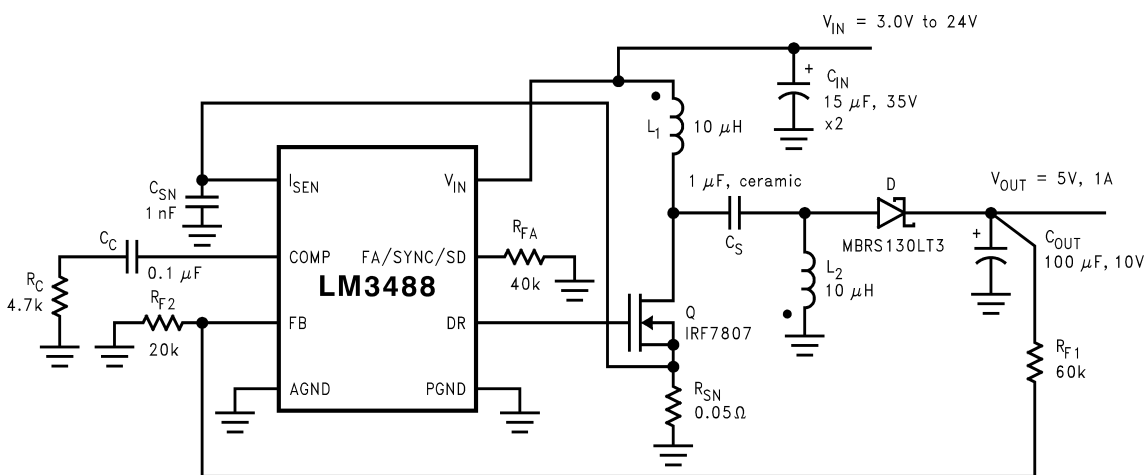 V_IN = 3.0V to 24V
+
C_IN
15 μF, 35V
x2
L_1
10 μH
C_SN
1 nF
I_SEN
V_IN
1 μF, ceramic
C_S
D
MBRS130LT3
V_OUT = 5V, 1A
+
C_OUT
100 μF, 10V
C_C
0.1 μF
R_C
4.7k
COMP
FA/SYNC/SD
R_FA
40k
LM3488
L_2
10 μH
R_F2
20k
FB
DR
Q
IRF7807
R_F1
60k
AGND
PGND
R_SN
0.05Ω